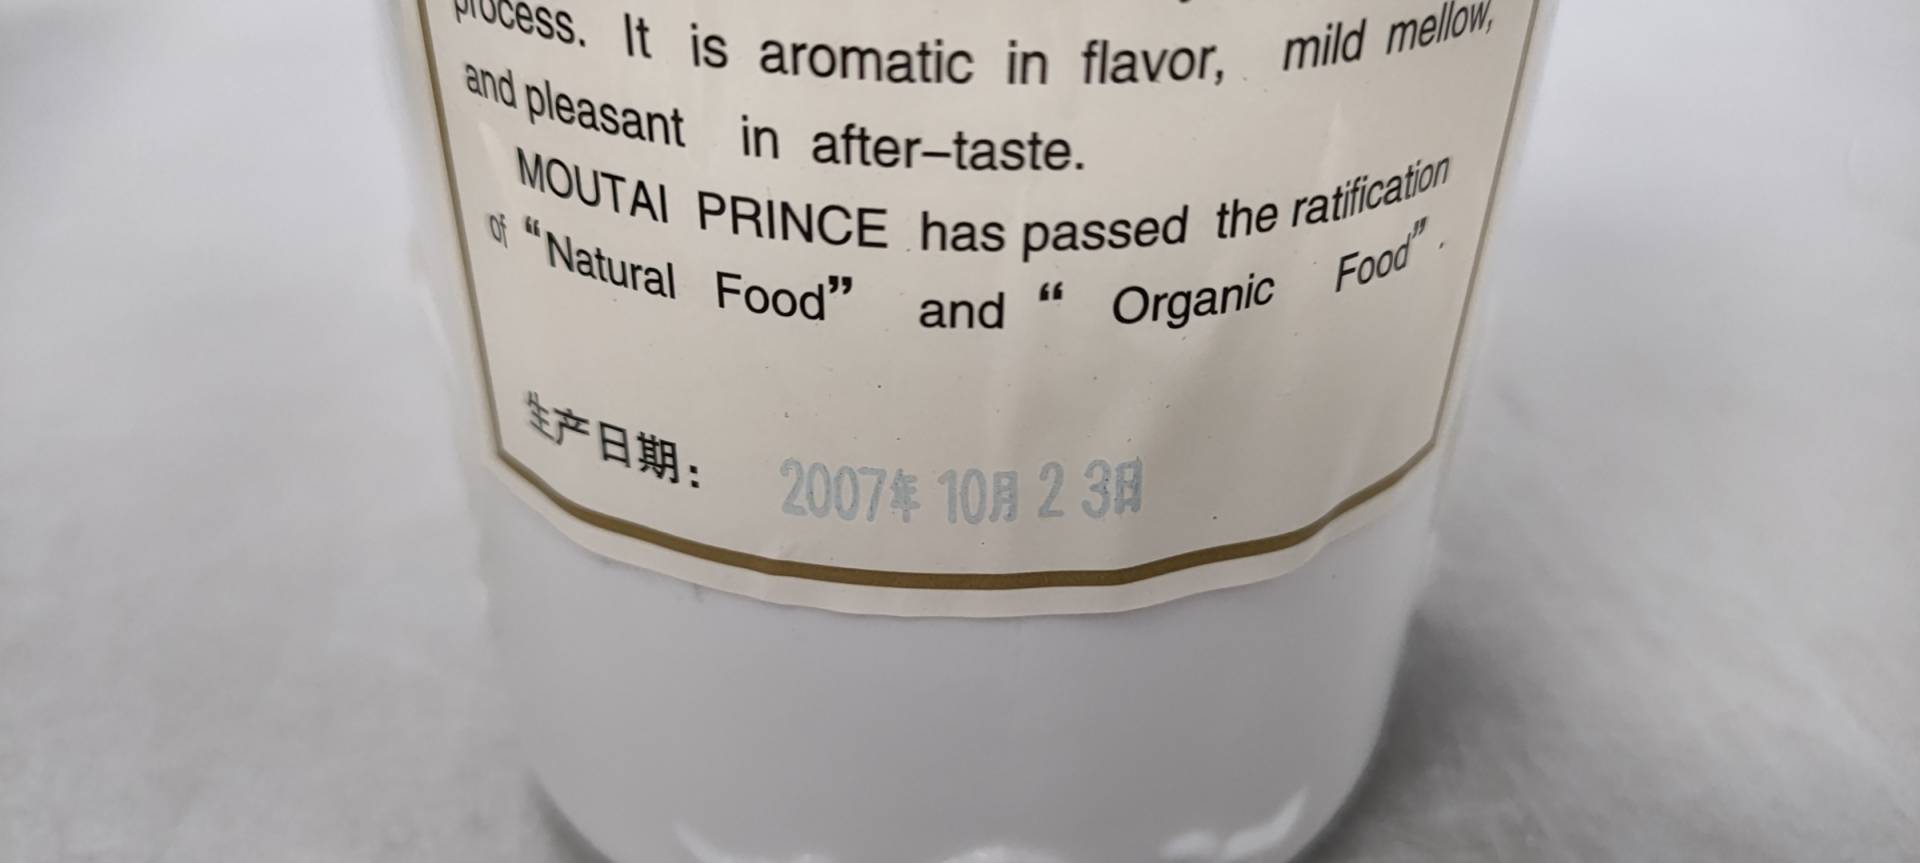 process. It is aromatic in flavor, mild mellow,
and pleasant in after-taste.
MOUTAI PRINCE has passed the ratification
of “Natural Food” and “ Organic Food”.
生产日期: 2007年 10月 2 3日